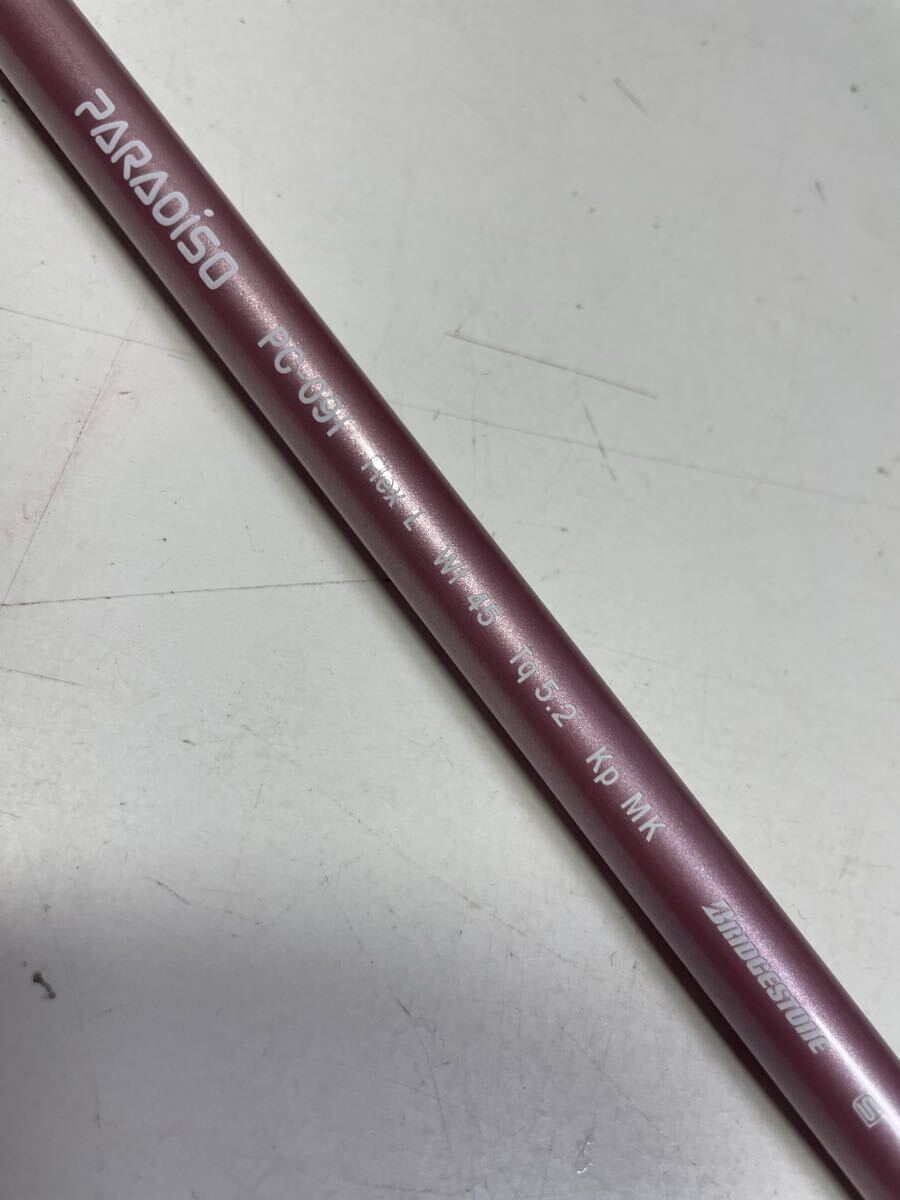 PARADiSO PC-091 Flex L Wt 45 Tq 5.2 Kp MK BRIDGESTONE S